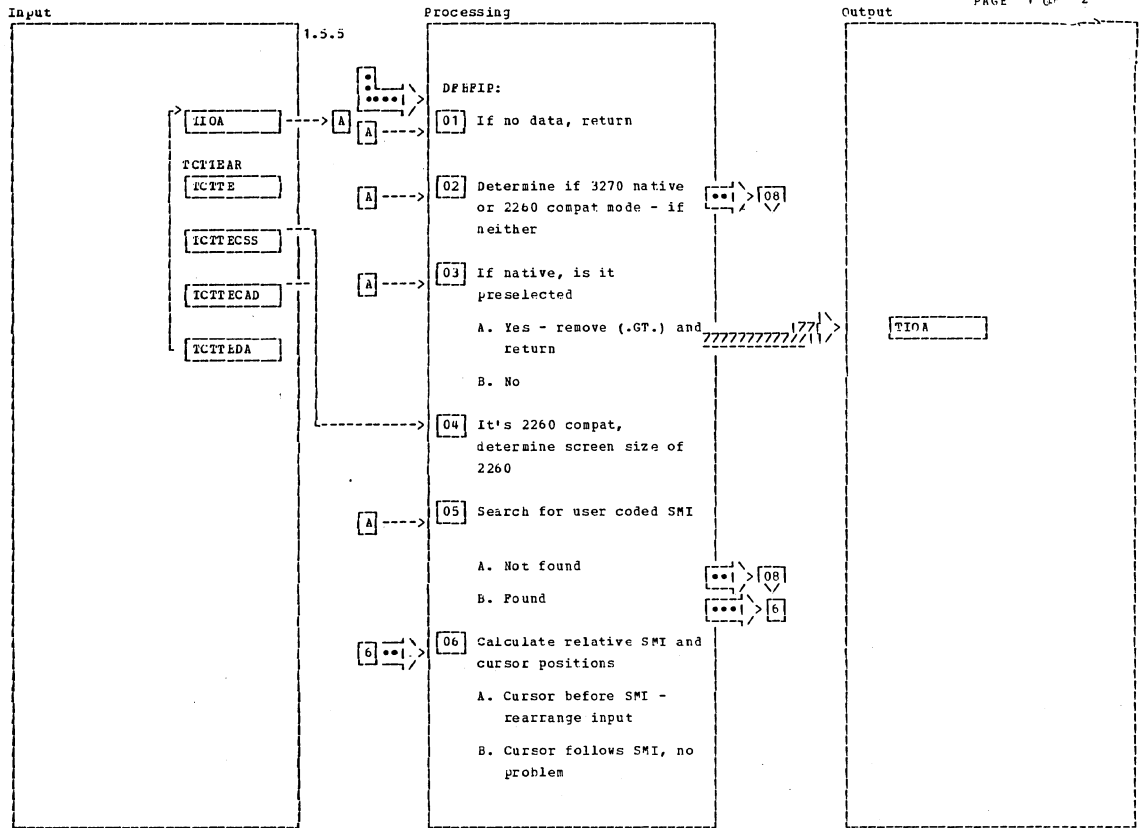 Input
Processing
Output
PAGE 1 OF 2
1.5.5
DFHFIP:
TIOA
A
A
01 If no data, return
TCTTEAR
TCTTE
A
02 Determine if 3270 native
or 2260 compat mode - if
neither
08
TCTTECSS
A
03 If native, is it
preselected
TCTTECAD
A. Yes - remove (.GT.) and
return
TIOA
TCTTEDA
B. No
04 It's 2260 compat,
determine screen size of
2260
A
05 Search for user coded SMI
A. Not found
08
B. Found
6
6
06 Calculate relative SMI and
cursor positions
A. Cursor before SMI -
rearrange input
B. Cursor follows SMI, no
problem